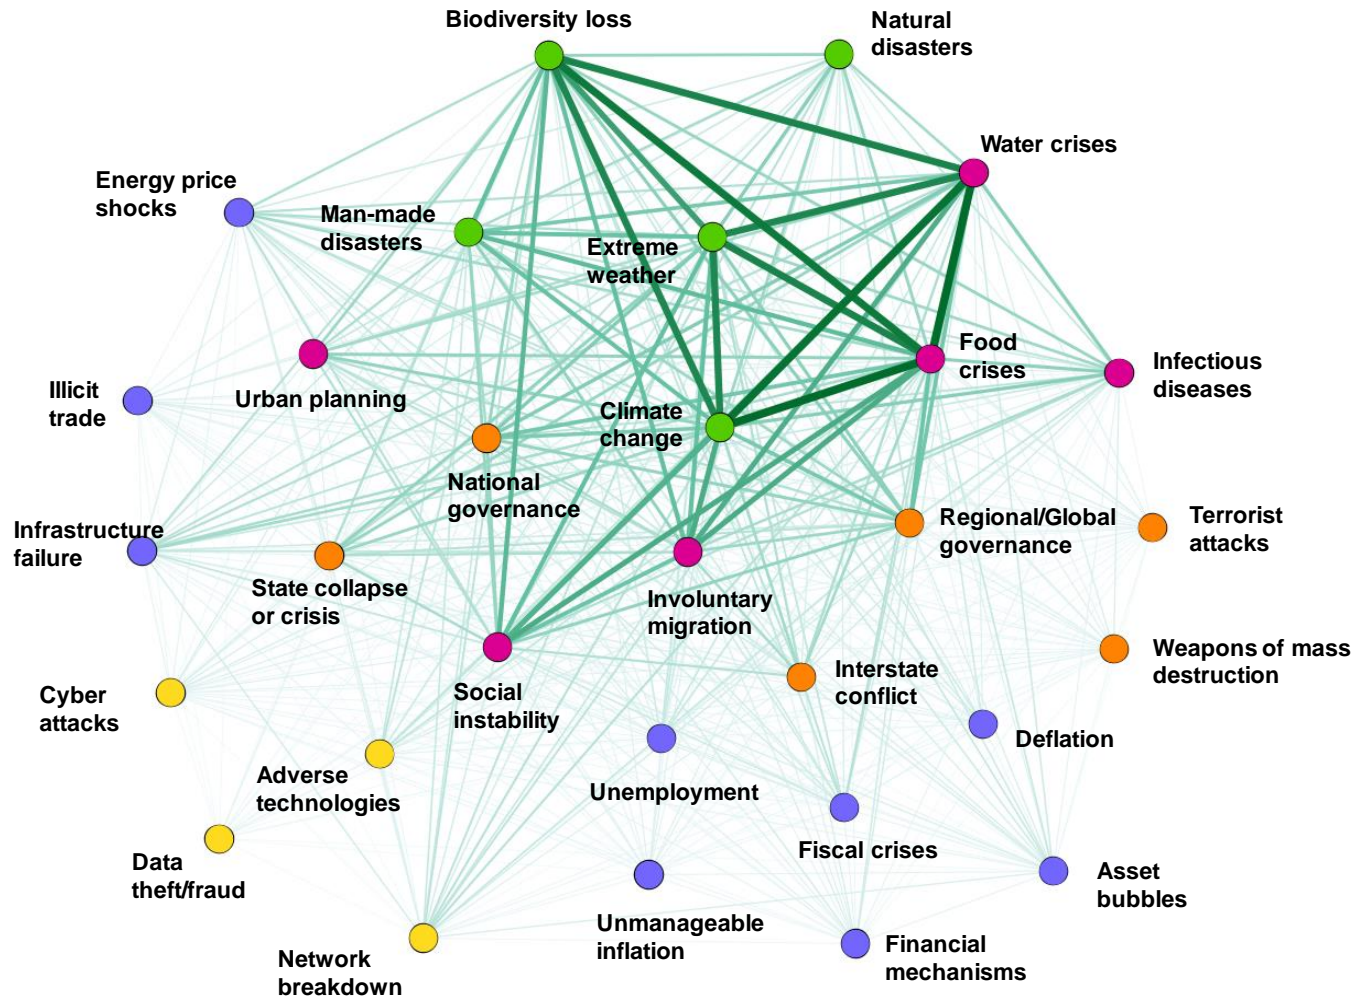 Biodiversity loss
Natural
disasters
Water crises
Energy price
shocks
Man-made
disasters
Extreme
weather
Food
crises
Infectious
diseases
Illicit
trade
Urban planning
Climate
change
National
governance
Regional/Global
governance
Terrorist
attacks
Infrastructure
failure
State collapse
or crisis
Involuntary
migration
Weapons of mass
destruction
Interstate
conflict
Cyber
attacks
Social
instability
Deflation
Adverse
technologies
Unemployment
Fiscal crises
Data
theft/fraud
Asset
bubbles
Unmanageable
inflation
Financial
mechanisms
Network
breakdown